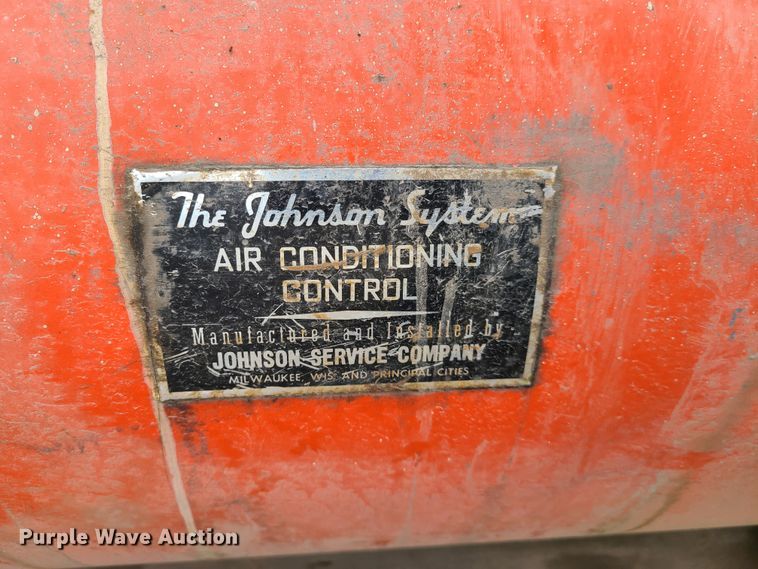 The Johnson System
AIR CONDITIONING
CONTROL
Manufactured and Installed by
JOHNSON SERVICE COMPANY
MILWAUKEE, WIS. AND PRINCIPAL CITIES
Purple Wave Auction